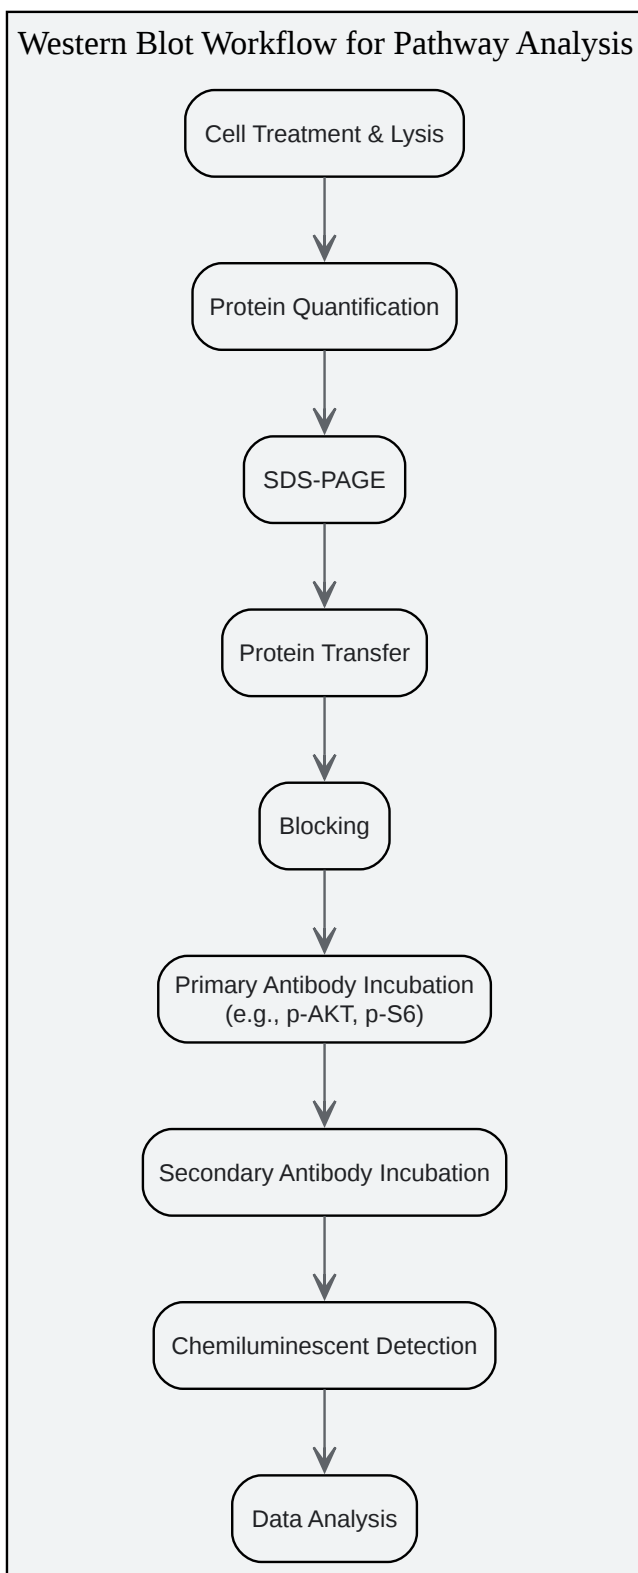 Western Blot Workflow for Pathway Analysis
Cell Treatment & Lysis
Protein Quantification
SDS-PAGE
Protein Transfer
Blocking
Primary Antibody Incubation
(e.g., p-AKT, p-S6)
Secondary Antibody Incubation
Chemiluminescent Detection
Data Analysis